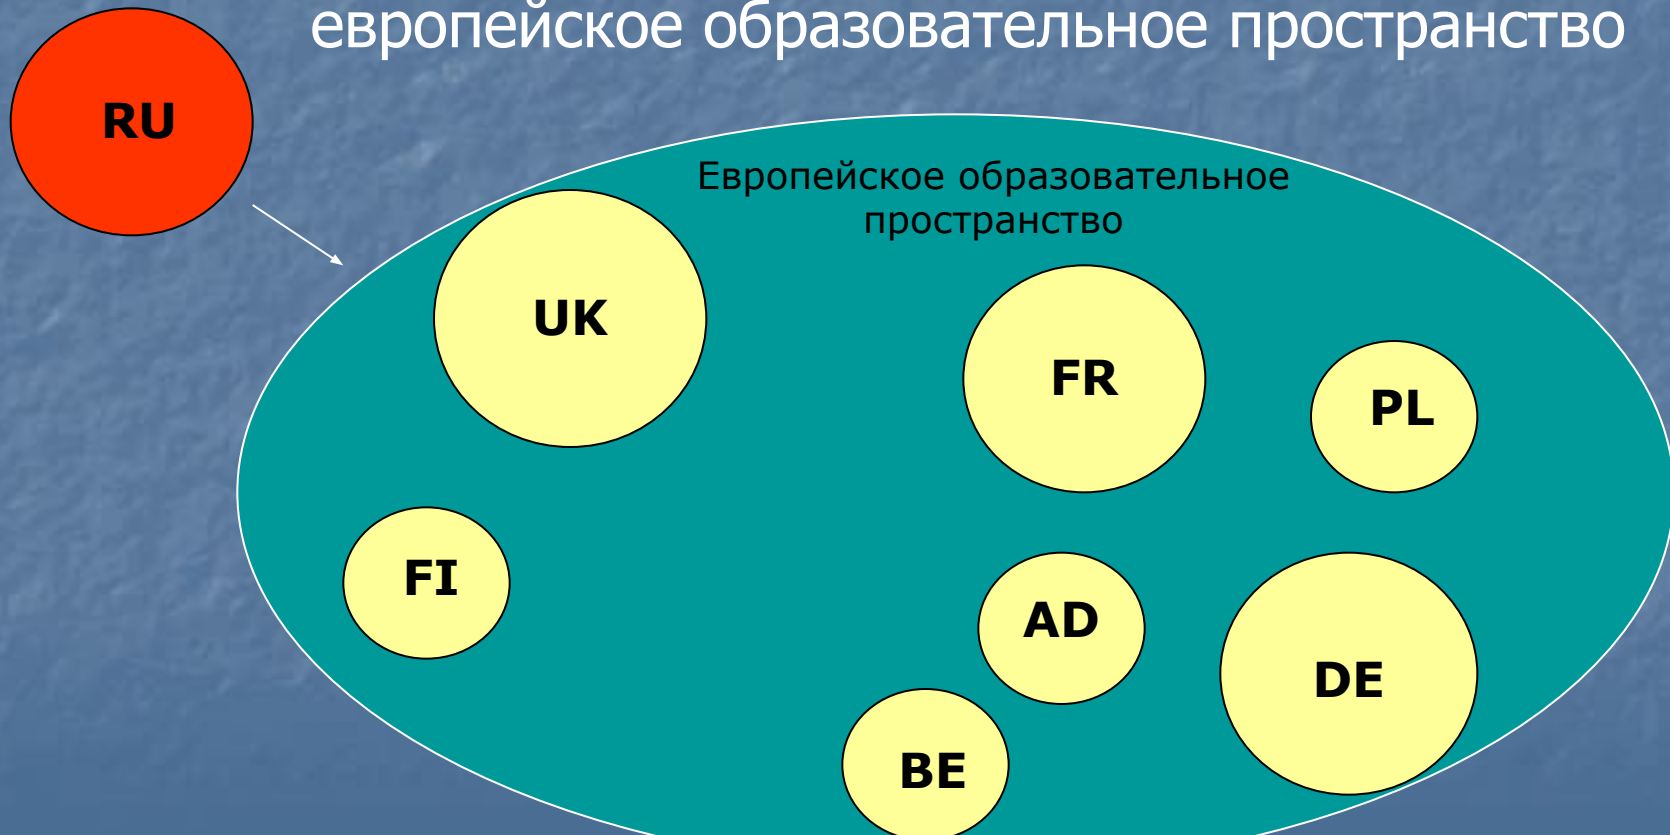 европейское образовательное пространство
RU
Европейское образовательное
пространство
UK
FR
PL
FI
AD
DE
BE